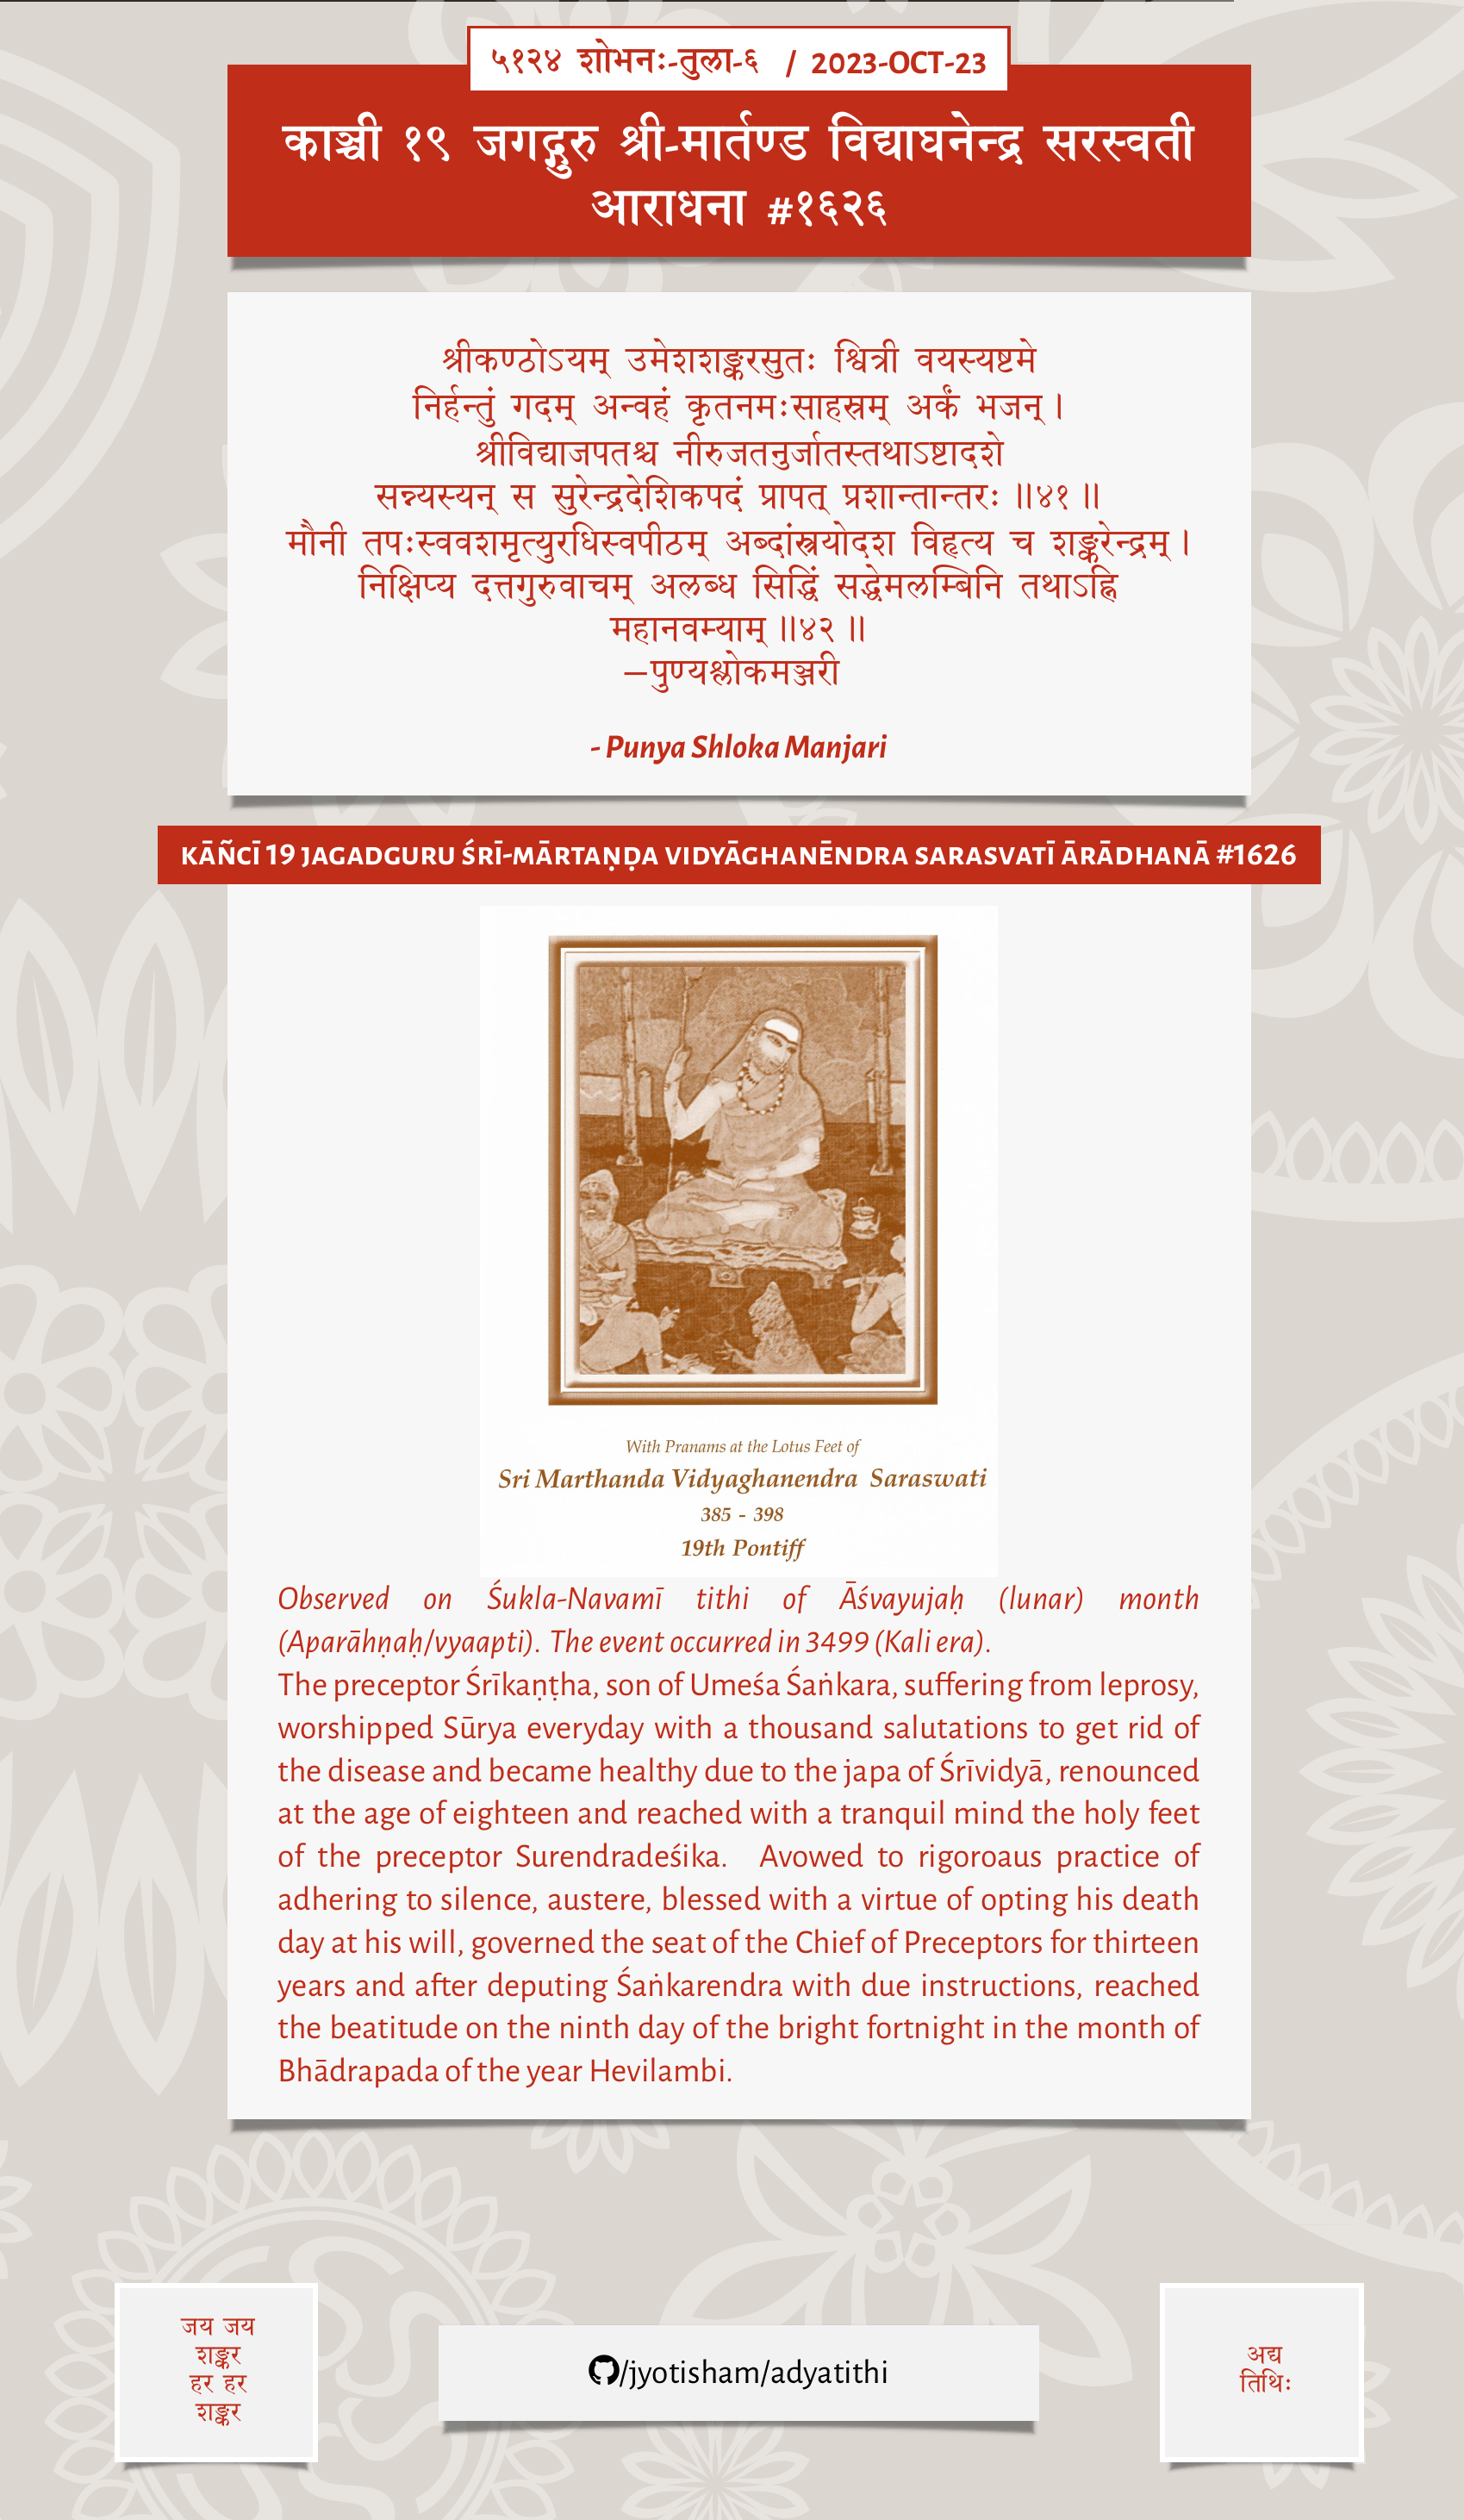 ५१२४ शोभनः-तुला-६ / 2023-OCT-23
काञ्ची १९ जगद्गुरु श्री-मार्तण्ड विद्याघनेन्द्र सरस्वती
आराधना #१६२६
श्रीकण्ठोऽयम् उमेशशङ्करसुतः श्वित्री वयस्यष्टमे
निर्हन्तुं गदम् अन्वहं कृतनमःसाहस्रम् अर्कं भजन् ।
श्रीविद्याजपतश्च नीरुजतनुर्जातस्तथाऽष्टादशे
सन्न्यस्यन् स सुरेन्द्रदेशिकपदं प्रापत् प्रशान्तान्तरः ॥४१॥
मौनी तपःस्ववशमृत्युरधिस्वपीठम् अब्दांस्त्रयोदश विहृत्य च शङ्करेन्द्रम् ।
निक्षिप्य दत्तगुरुवाचम् अलब्ध सिद्धिं सद्धेमलम्बिनि तथाऽह्नि
महानवम्याम् ॥४२॥
—पुण्यश्लोकमञ्जरी
- Punya Shloka Manjari
KĀÑCĪ 19 JAGADGURU ŚRĪ-MĀRTAṆḌA VIDYĀGHANĒNDRA SARASVATĪ ĀRĀDHANĀ #1626
With Pranams at the Lotus Feet of
Sri Marthanda Vidyaghanendra Saraswati
385 - 398
19th Pontiff
Observed on Śukla-Navamī tithi of Āśvayujaḥ (lunar) month
(Aparāhṇaḥ/vyaapti). The event occurred in 3499 (Kali era).
The preceptor Śrīkaṇṭha, son of Umeśa Śaṅkara, suffering from leprosy,
worshipped Sūrya everyday with a thousand salutations to get rid of
the disease and became healthy due to the japa of Śrīvidyā, renounced
at the age of eighteen and reached with a tranquil mind the holy feet
of the preceptor Surendradeśika. Avowed to rigoroaus practice of
adhering to silence, austere, blessed with a virtue of opting his death
day at his will, governed the seat of the Chief of Preceptors for thirteen
years and after deputing Śaṅkarendra with due instructions, reached
the beatitude on the ninth day of the bright fortnight in the month of
Bhādrapada of the year Hevilambi.
जय जय
शङ्कर
हर हर
शङ्कर
/jyotisham/adyatithi
अद्य
तिथिः